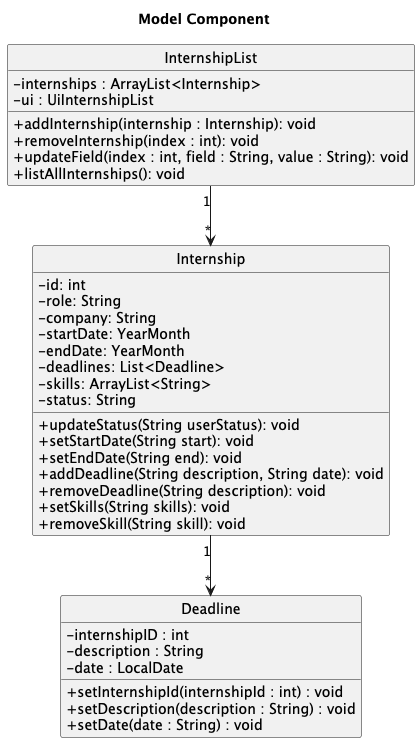 Model Component
InternshipList
-internships : ArrayList<Internship>
-ui : UiInternshipList
+addInternship(internship : Internship): void
+removeInternship(index : int): void
+updateField(index : int, field : String, value : String): void
+listAllInternships(): void
1
*
Internship
-id: int
-role: String
-company: String
-startDate: YearMonth
-endDate: YearMonth
-deadlines: List<Deadline>
-skills: ArrayList<String>
-status: String
+updateStatus(String userStatus): void
+setStartDate(String start): void
+setEndDate(String end): void
+addDeadline(String description, String date): void
+removeDeadline(String description): void
+setSkills(String skills): void
+removeSkill(String skill): void
1
*
Deadline
-internshipID : int
-description : String
-date : LocalDate
+setInternshipId(internshipId : int) : void
+setDescription(description : String) : void
+setDate(date : String) : void